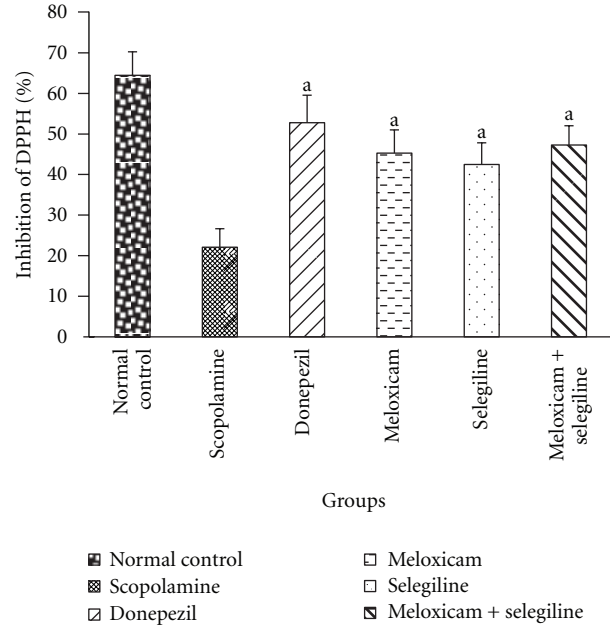 80
70
60
50
40
30
20
10
0
Inhibition of DPPH (%)
a
a
a
a
Normal
control
Scopolamine
Donepezil
Meloxicam
Selegiline
Meloxicam +
selegiline
Groups
Normal control
Scopolamine
Donepezil
Meloxicam
Selegiline
Meloxicam + selegiline